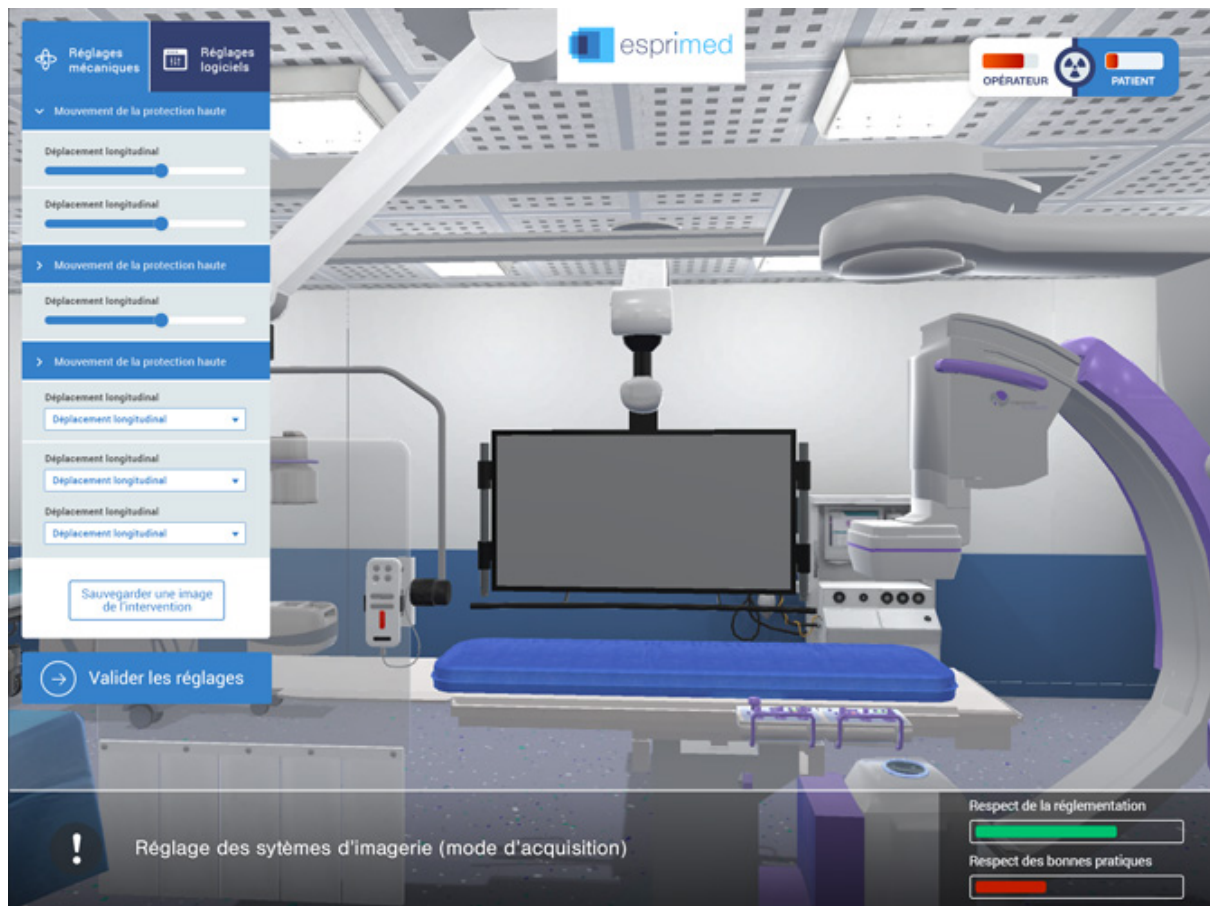 Réglages
mécaniques
Réglages
logiciels
esprimed
OPÉRATEUR
PATIENT
Mouvement de la protection haute
Déplacement longitudinal
Déplacement longitudinal
Mouvement de la protection haute
Déplacement longitudinal
Mouvement de la protection haute
Déplacement longitudinal
Déplacement longitudinal
Déplacement longitudinal
Déplacement longitudinal
Déplacement longitudinal
Déplacement longitudinal
Sauvegarder une image
de l'intervention
Valider les réglages
!
Réglage des sytèmes d'imagerie (mode d'acquisition)
Respect de la réglementation
Respect des bonnes pratiques